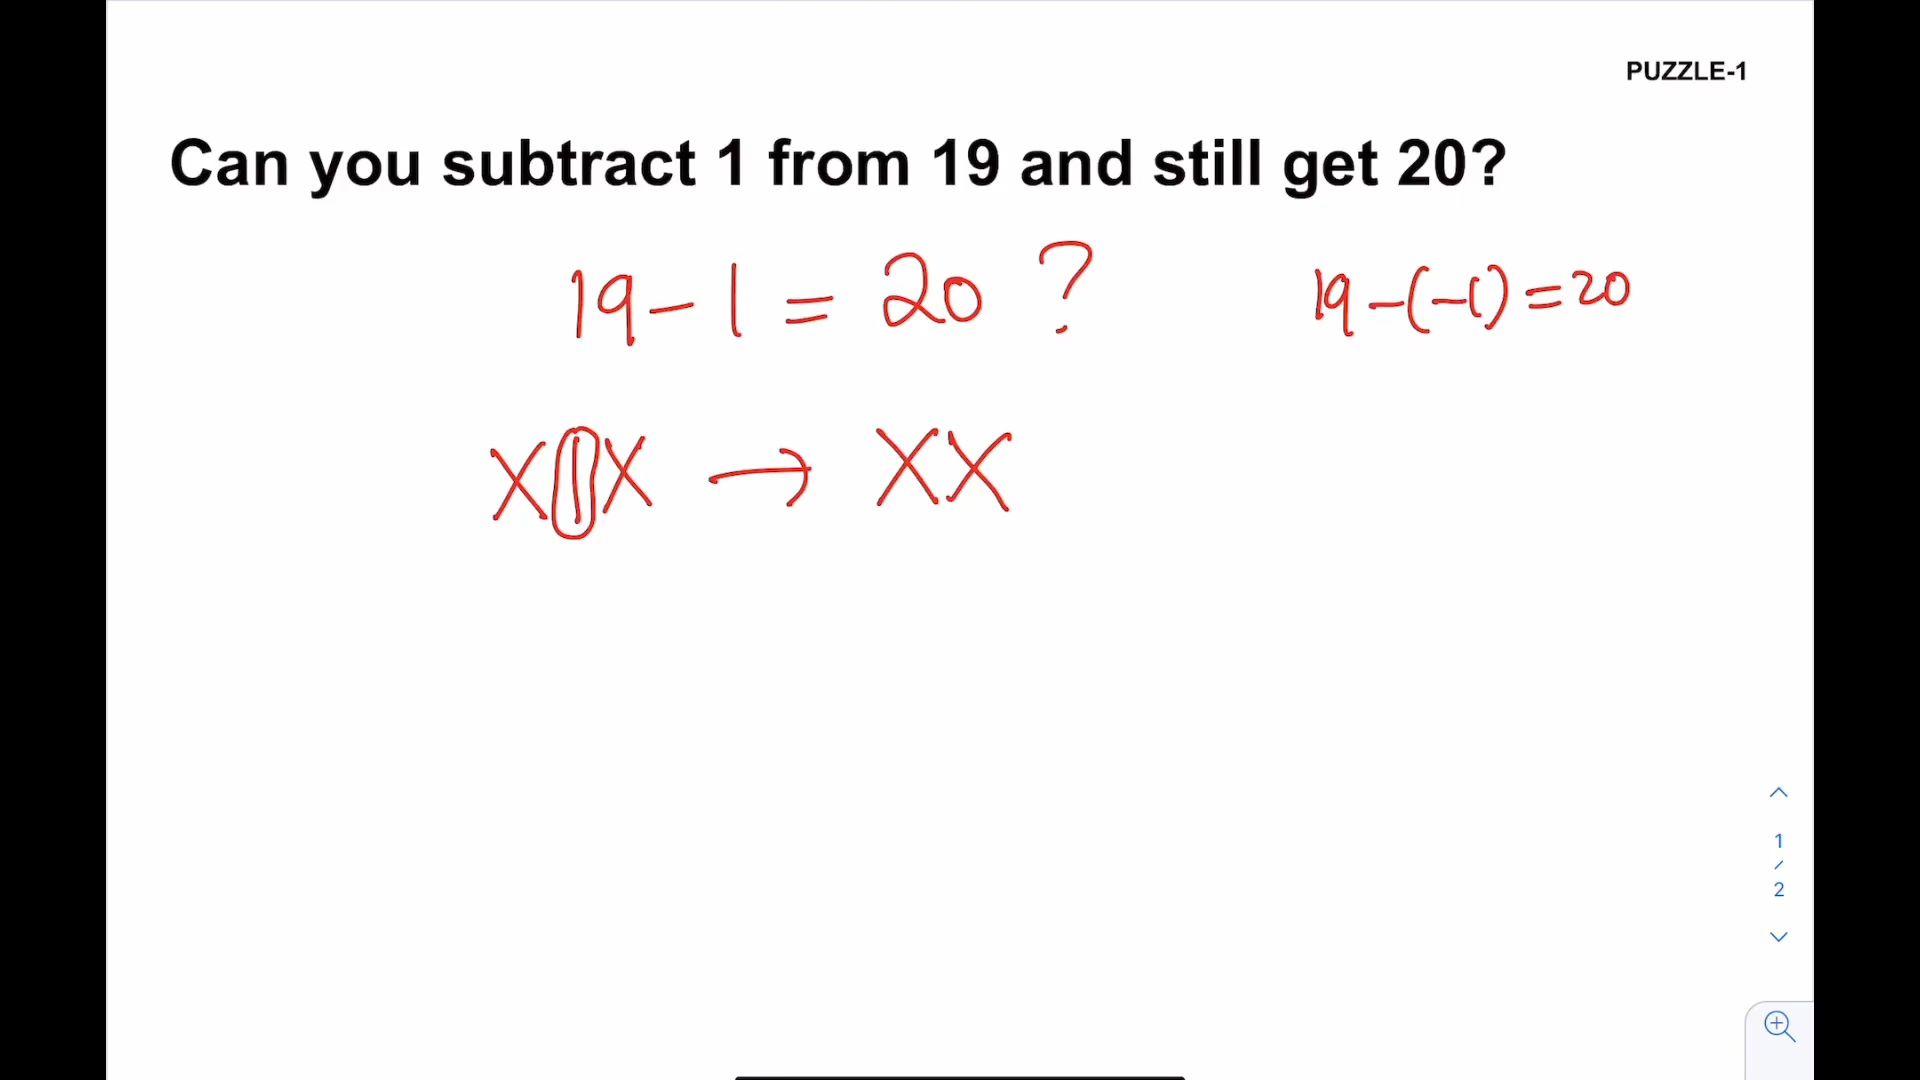 PUZZLE-1
Can you subtract 1 from 19 and still get 20?
19 - 1 = 20 ?
19 - (-1) = 20
XIX → XX
1
/
2